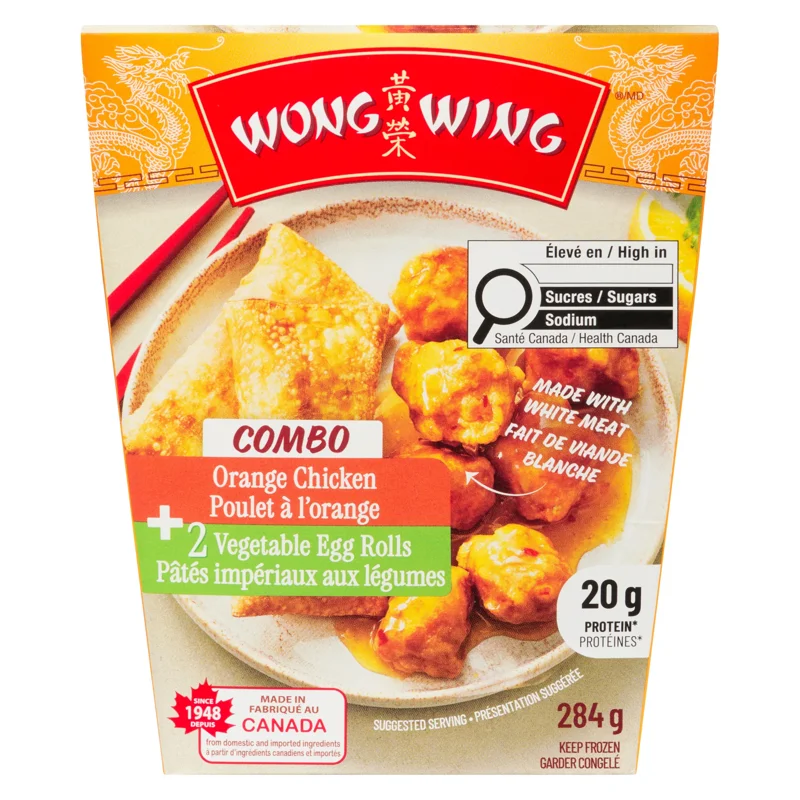 WONG 黃榮 WING
®/MD
Élevé en / High in
Sucres / Sugars
Sodium
Santé Canada / Health Canada
MADE WITH
WHITE MEAT
FAIT DE VIANDE
BLANCHE
COMBO
Orange Chicken
Poulet à l'orange
+ 2 Vegetable Egg Rolls
Pâtés impériaux aux légumes
20 g
PROTEIN*
PROTÉINES*
SINCE
1948
DEPUIS
MADE IN
FABRIQUÉ AU
CANADA
from domestic and imported ingredients
à partir d'ingrédients canadiens et importés
SUGGESTED SERVING • PRÉSENTATION SUGGÉRÉE
284 g
KEEP FROZEN
GARDER CONGELÉ